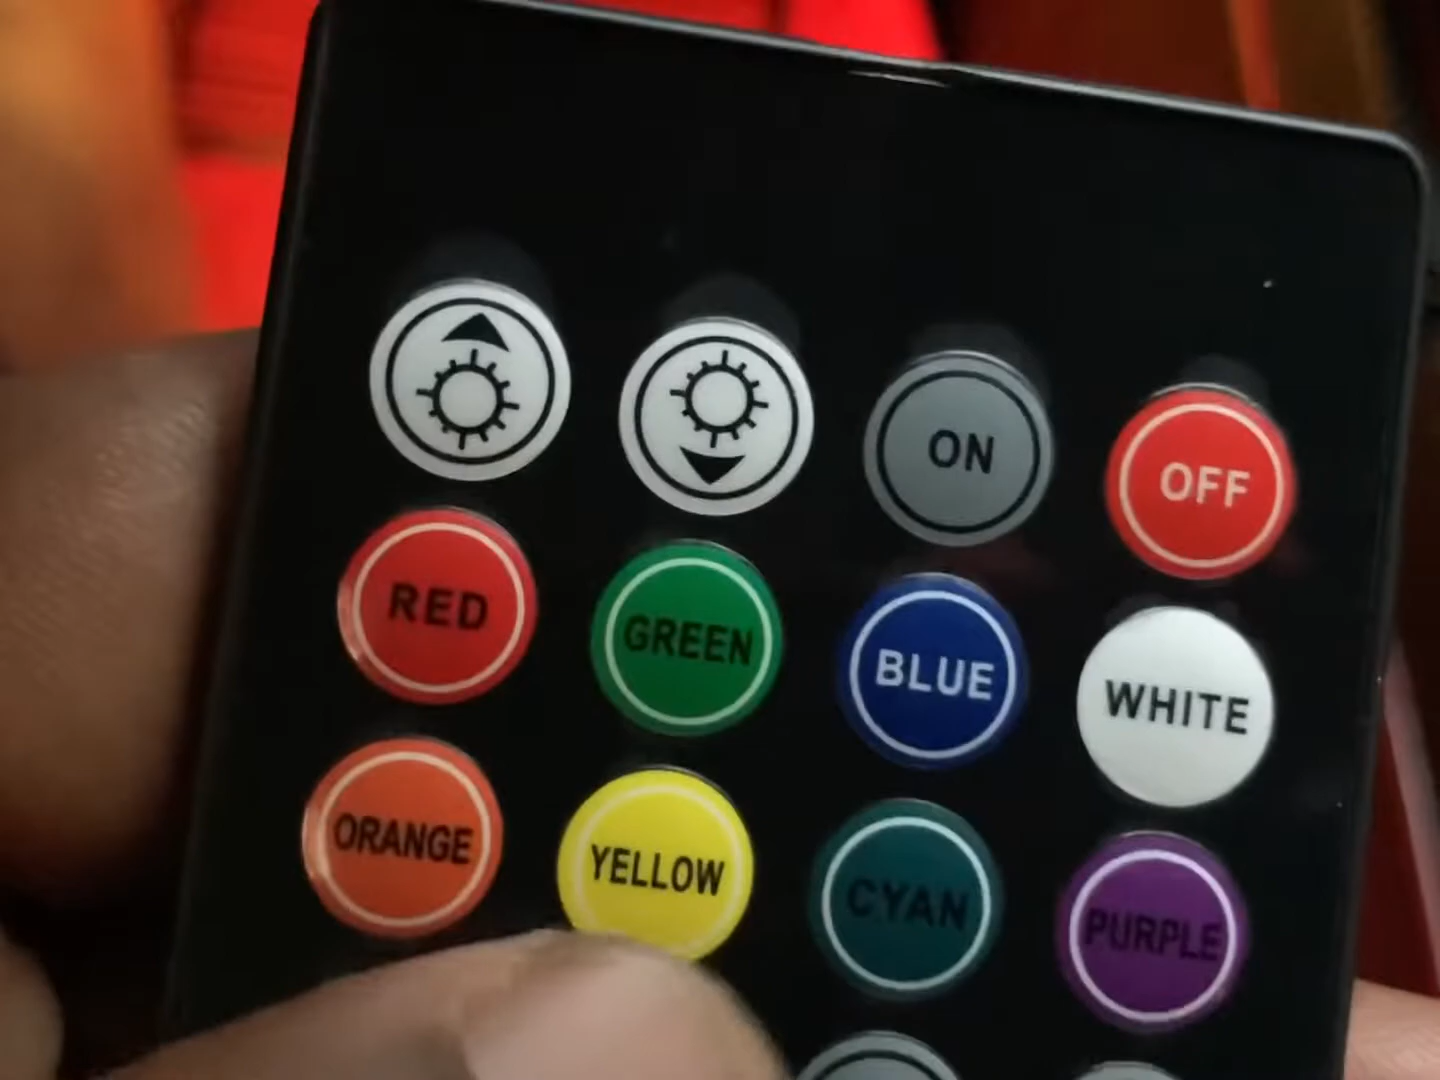 ON
OFF
RED
GREEN
BLUE
WHITE
ORANGE
YELLOW
CYAN
PURPLE